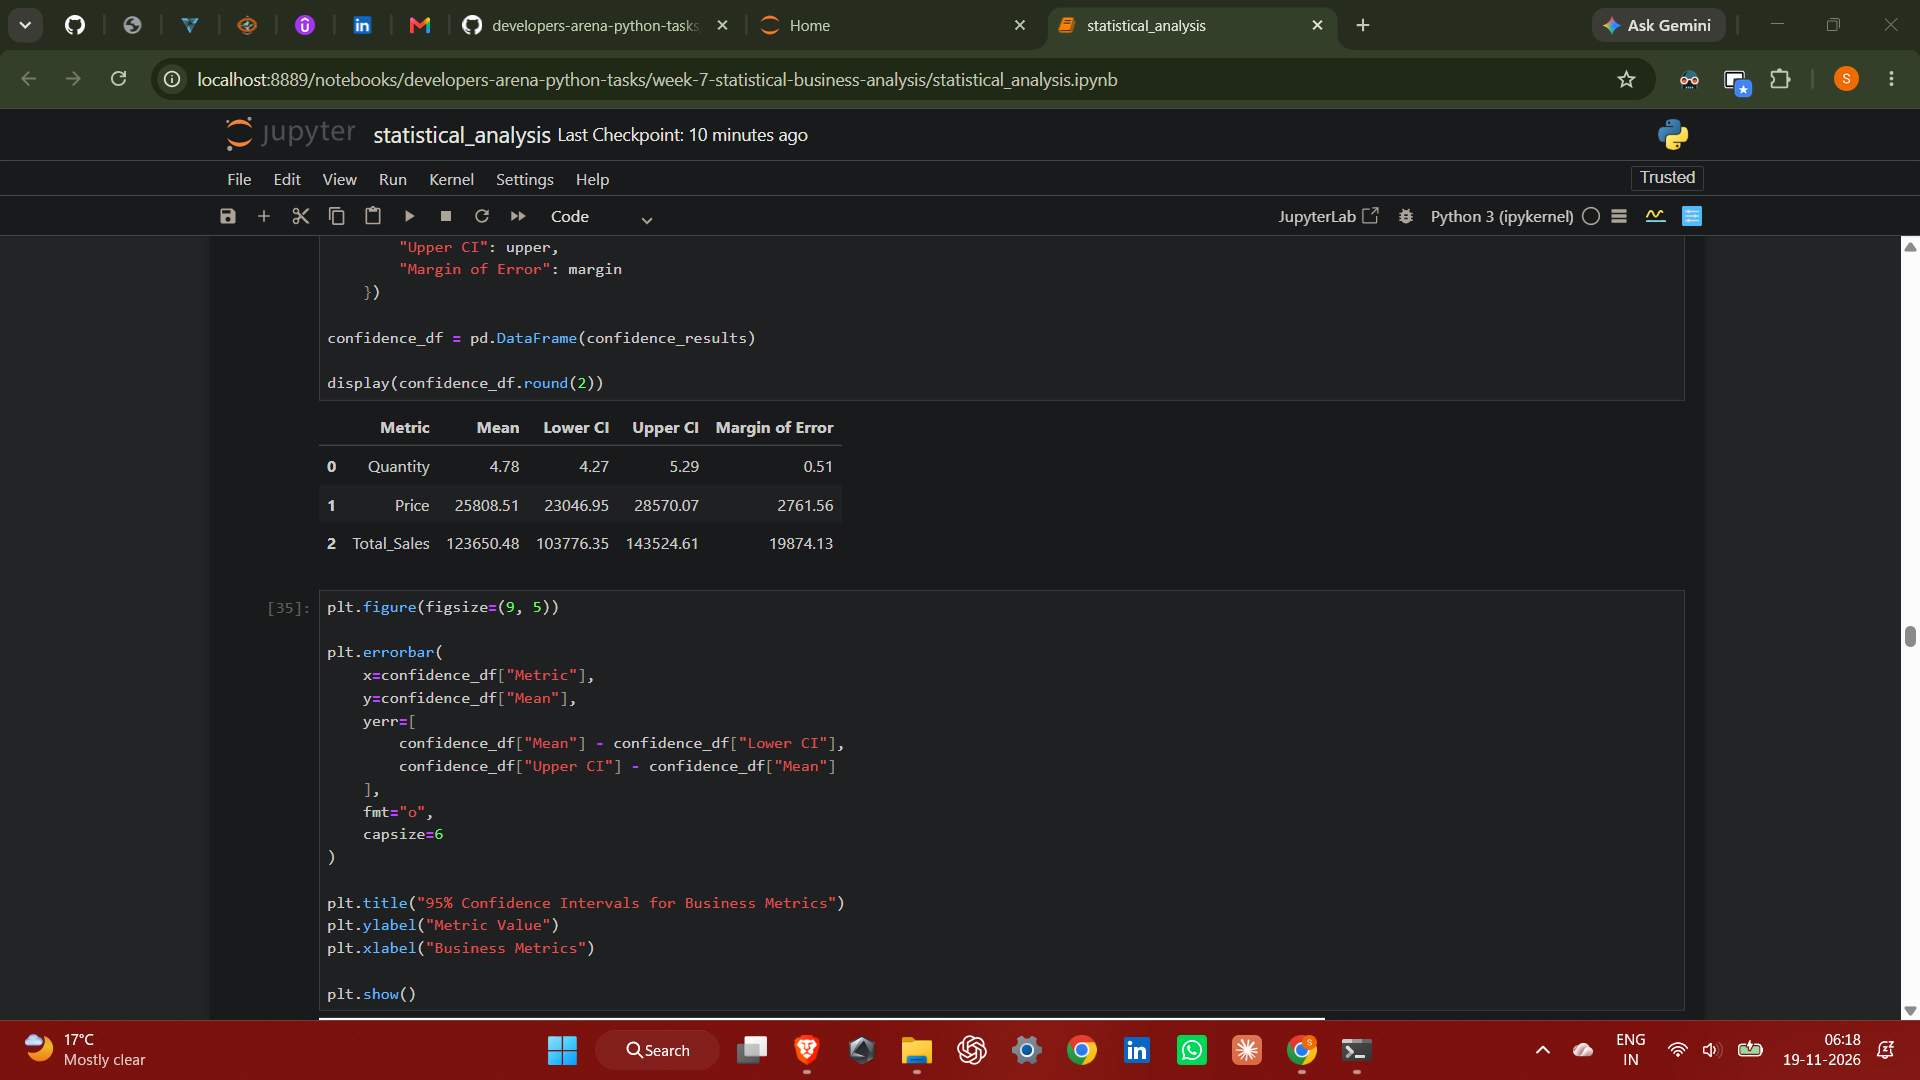 developers-arena-python-tasks
Home
statistical_analysis
Ask Gemini
localhost:8889/notebooks/developers-arena-python-tasks/week-7-statistical-business-analysis/statistical_analysis.ipynb
S
jupyter statistical_analysis Last Checkpoint: 10 minutes ago
File Edit View Run Kernel Settings Help
Trusted
Code
JupyterLab
Python 3 (ipykernel)
"Upper CI": upper,
"Margin of Error": margin
})
confidence_df = pd.DataFrame(confidence_results)
display(confidence_df.round(2))
Metric Mean Lower CI Upper CI Margin of Error
0 Quantity 4.78 4.27 5.29 0.51
1 Price 25808.51 23046.95 28570.07 2761.56
2 Total_Sales 123650.48 103776.35 143524.61 19874.13
[35]:
plt.figure(figsize=(9, 5))
plt.errorbar(
x=confidence_df["Metric"],
y=confidence_df["Mean"],
yerr=[
confidence_df["Mean"] - confidence_df["Lower CI"],
confidence_df["Upper CI"] - confidence_df["Mean"]
],
fmt="o",
capsize=6
)
plt.title("95% Confidence Intervals for Business Metrics")
plt.ylabel("Metric Value")
plt.xlabel("Business Metrics")
plt.show()
17°C
Mostly clear
Search
ENG
IN
06:18
19-11-2026